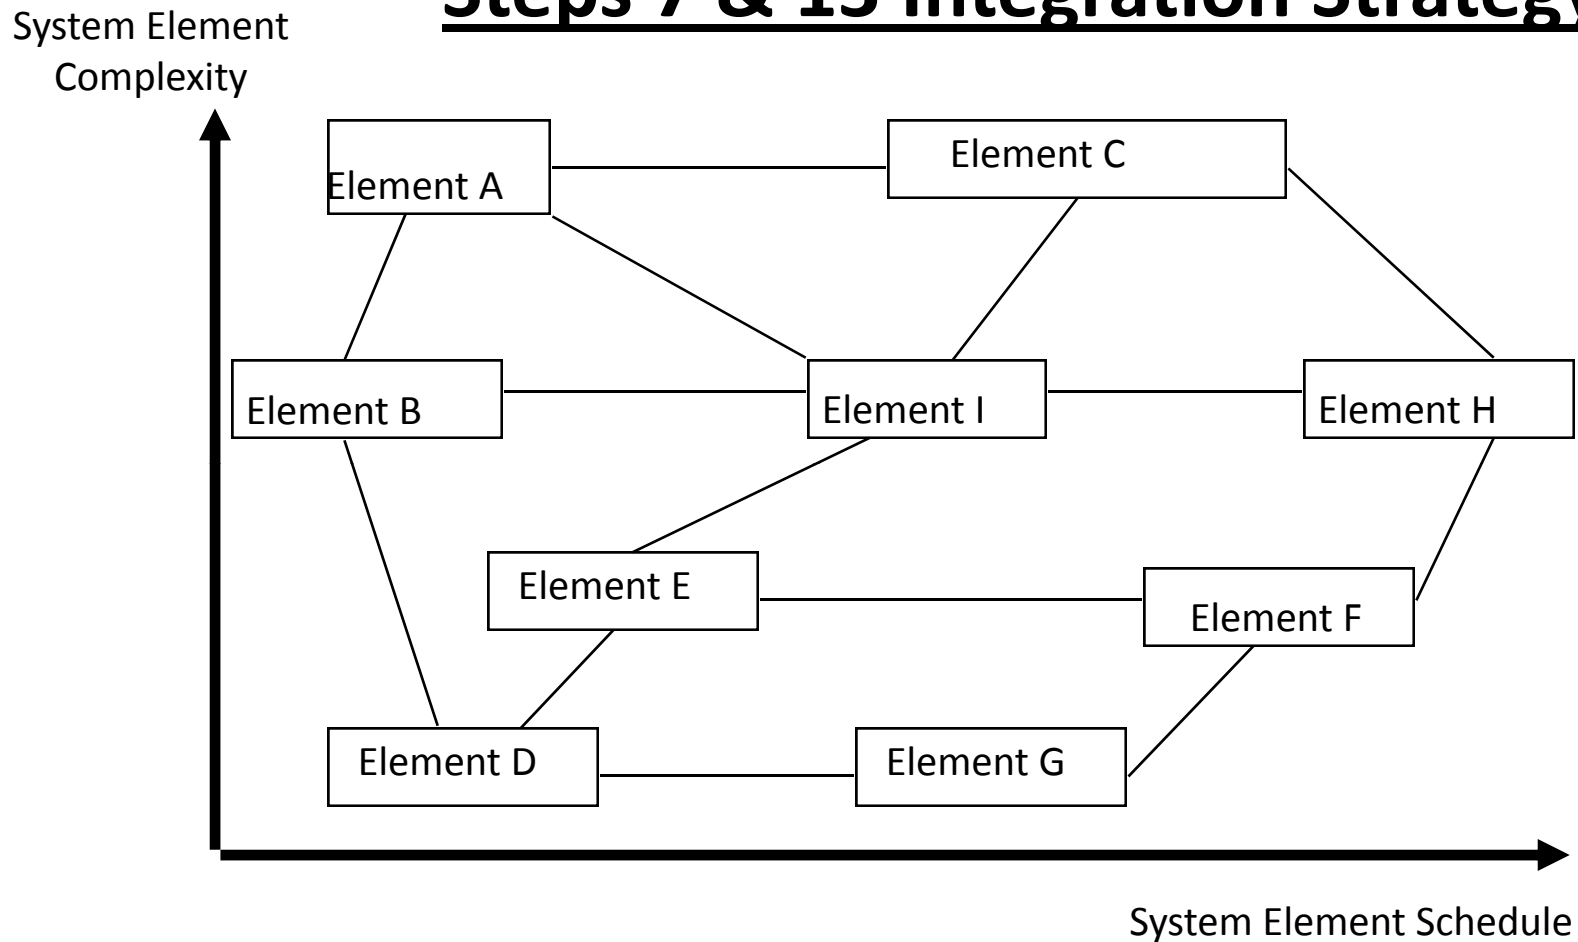 Steps 7 & 13 Integration Strategy
System Element
Complexity
Element A
Element C
Element B
Element I
Element H
Element E
Element F
Element D
Element G
System Element Schedule